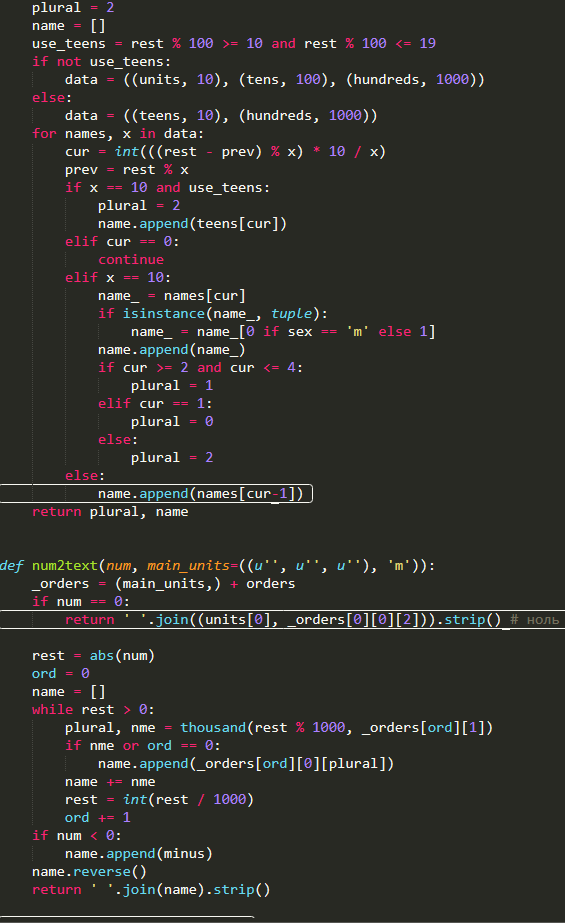 plural = 2
    name = []
    use_teens = rest % 100 >= 10 and rest % 100 <= 19
    if not use_teens:
        data = ((units, 10), (tens, 100), (hundreds, 1000))
    else:
        data = ((teens, 10), (hundreds, 1000))
    for names, x in data:
        cur = int(((rest - prev) % x) * 10 / x)
        prev = rest % x
        if x == 10 and use_teens:
            plural = 2
            name.append(teens[cur])
        elif cur == 0:
            continue
        elif x == 10:
            name_ = names[cur]
            if isinstance(name_, tuple):
                name_ = name_[0 if sex == 'm' else 1]
            name.append(name_)
            if cur >= 2 and cur <= 4:
                plural = 1
            elif cur == 1:
                plural = 0
            else:
                plural = 2
        else:
            name.append(names[cur-1])
    return plural, name
def num2text(num, main_units=((u'', u'', u''), 'm')):
    _orders = (main_units,) + orders
    if num == 0:
        return ' '.join((units[0], _orders[0][0][2])).strip() # ноль
    rest = abs(num)
    ord = 0
    name = []
    while rest > 0:
        plural, nme = thousand(rest % 1000, _orders[ord][1])
        if nme or ord == 0:
            name.append(_orders[ord][0][plural])
        name += nme
        rest = int(rest / 1000)
        ord += 1
    if num < 0:
        name.append(minus)
    name.reverse()
    return ' '.join(name).strip()